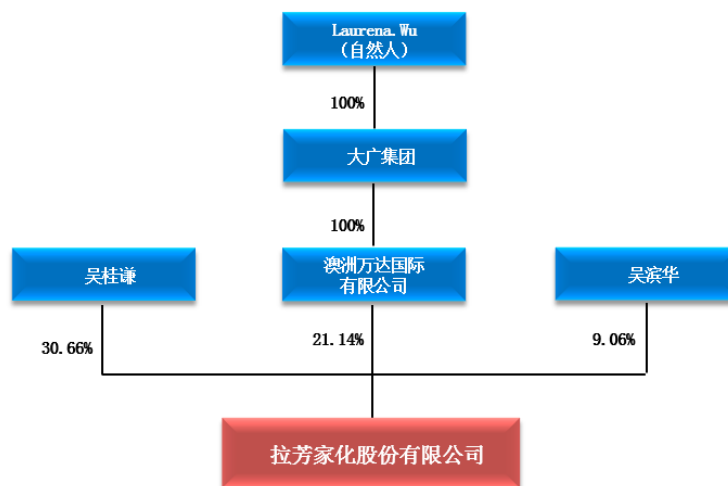 Laurena.Wu
（自然人）
100%
大广集团
100%
吴桂谦
澳洲万达国际
有限公司
吴滨华
30.66%
21.14%
9.06%
拉芳家化股份有限公司